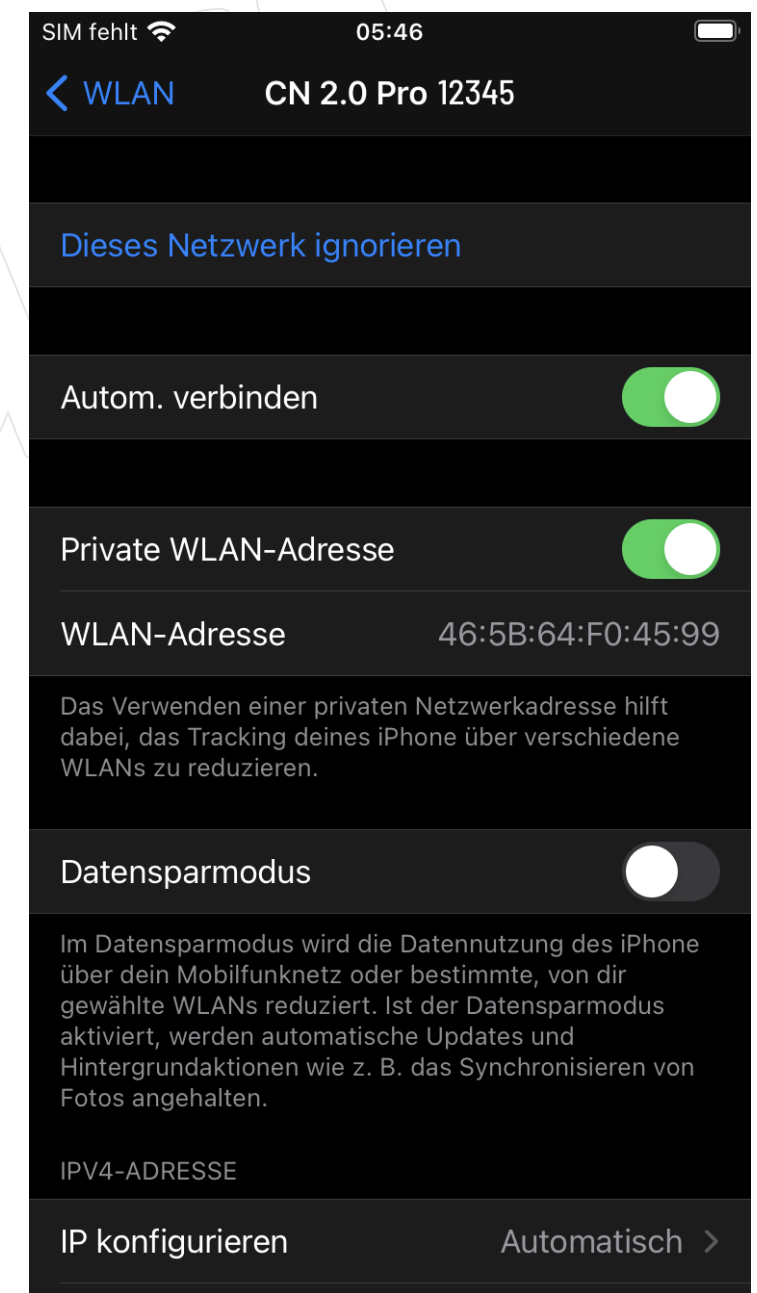 SIM fehlt 05:46
WLAN CN 2.0 Pro 12345
Dieses Netzwerk ignorieren
Autom. verbinden
Private WLAN-Adresse
WLAN-Adresse 46:5B:64:F0:45:99
Das Verwenden einer privaten Netzwerkadresse hilft
dabei, das Tracking deines iPhone über verschiedene
WLANs zu reduzieren.
Datensparmodus
Im Datensparmodus wird die Datennutzung des iPhone
über dein Mobilfunknetz oder bestimmte, von dir
gewählte WLANs reduziert. Ist der Datensparmodus
aktiviert, werden automatische Updates und
Hintergrundaktionen wie z. B. das Synchronisieren von
Fotos angehalten.
IPV4-ADRESSE
IP konfigurieren Automatisch